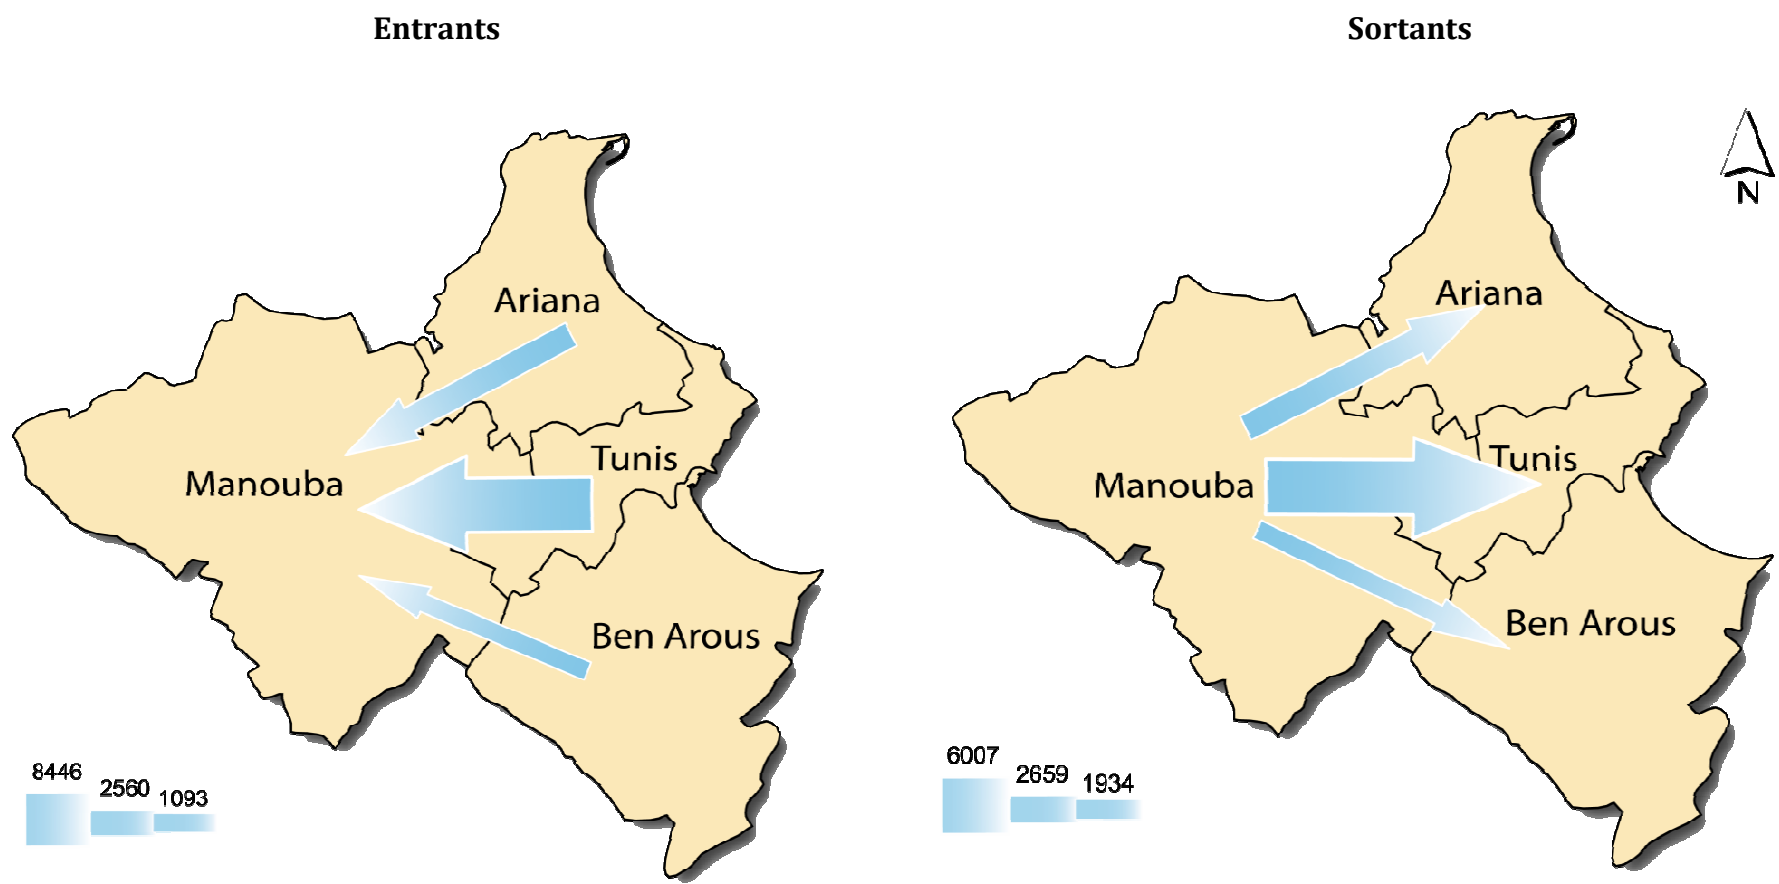 Entrants
Sortants
N
Ariana
Tunis
Manouba
Ben Arous
8446
2560
1093
Ariana
Tunis
Manouba
Ben Arous
6007
2659
1934